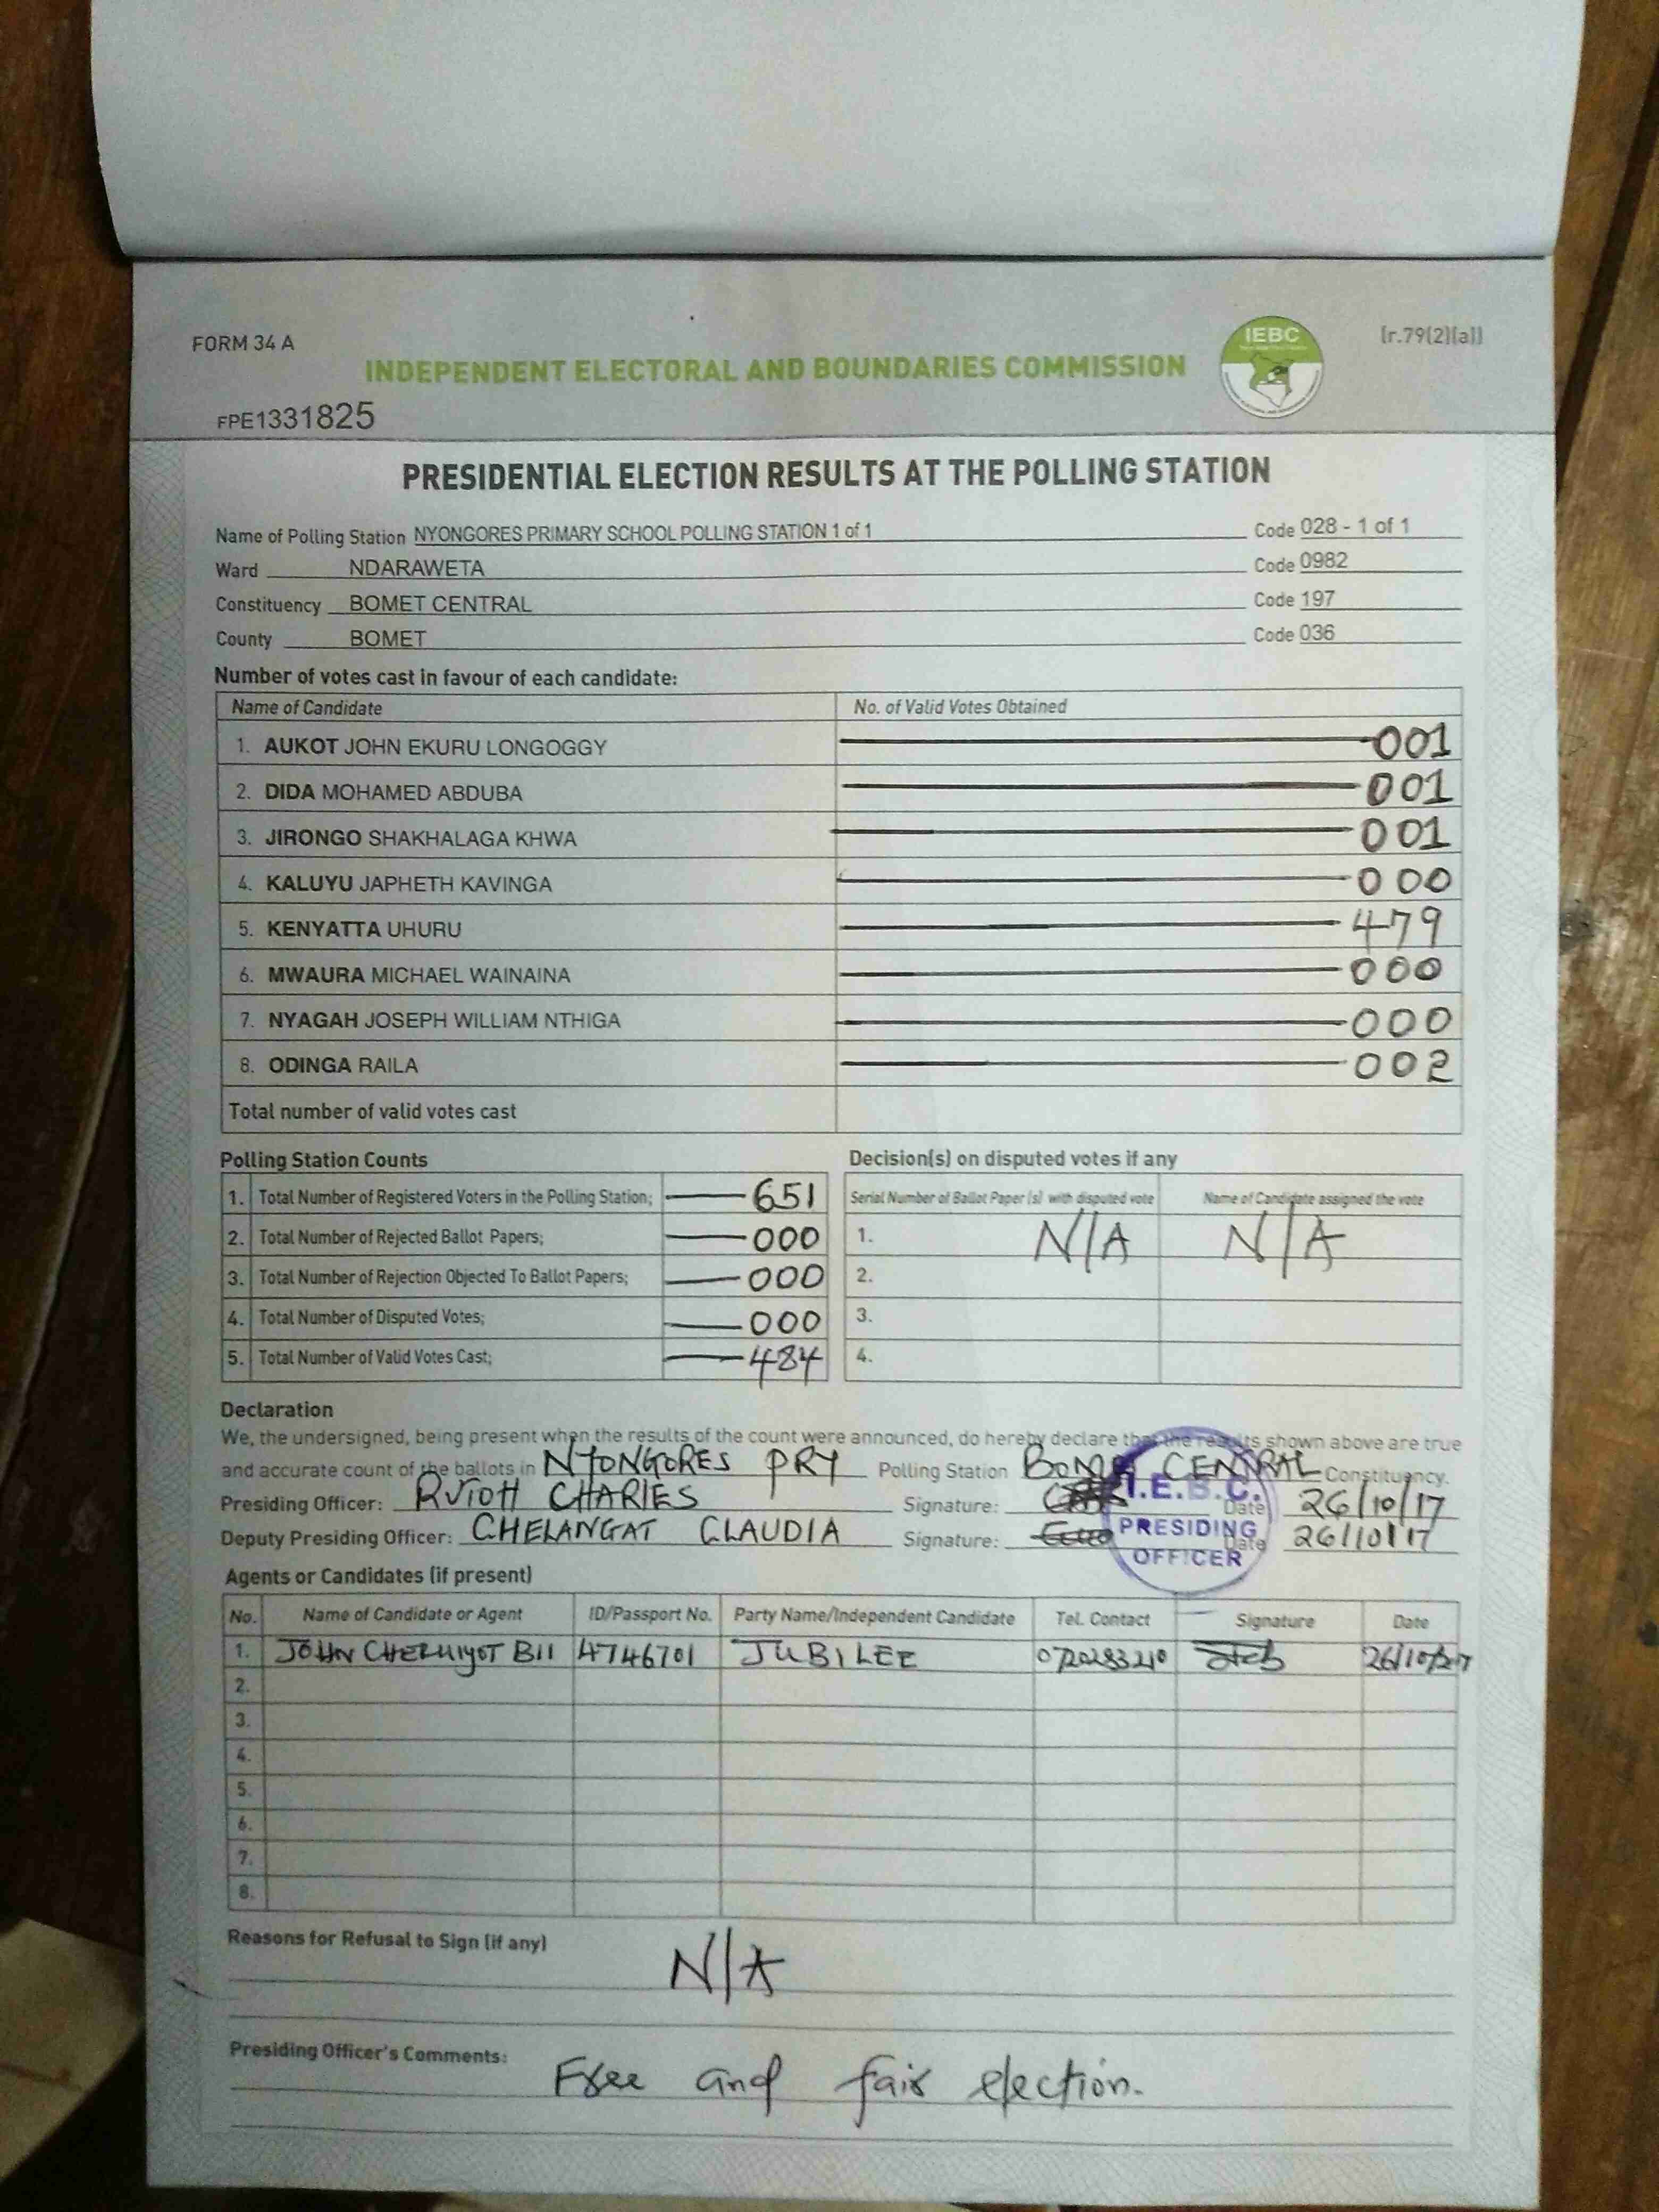 FORM 34 A
IEBC
[r.79(2)(a)]
INDEPENDENT ELECTORAL AND BOUNDARIES COMMISSION
FPE1331825
PRESIDENTIAL ELECTION RESULTS AT THE POLLING STATION
Name of Polling Station NYONGORES PRIMARY SCHOOL POLLING STATION 1 of 1 Code 028 - 1 of 1
Ward NDARAWETA Code 0982
Constituency BOMET CENTRAL Code 197
County BOMET Code 036
Number of votes cast in favour of each candidate:
Name of Candidate No. of Valid Votes Obtained
1. AUKOT JOHN EKURU LONGOGGY 001
2. DIDA MOHAMED ABDUBA 001
3. JIRONGO SHAKHALAGA KHWA 001
4. KALUYU JAPHETH KAVINGA 000
5. KENYATTA UHURU 479
6. MWAURA MICHAEL WAINAINA 000
7. NYAGAH JOSEPH WILLIAM NTHIGA 000
8. ODINGA RAILA 002
Total number of valid votes cast
Polling Station Counts
1. Total Number of Registered Voters in the Polling Station; 651
2. Total Number of Rejected Ballot Papers; 000
3. Total Number of Rejection Objected To Ballot Papers; 000
4. Total Number of Disputed Votes; 000
5. Total Number of Valid Votes Cast; 484
Decision(s) on disputed votes if any
Serial Number of Ballot Paper (s) with disputed vote Name of Candidate assigned the vote
1. N/A N/A
2.
3.
4.
Declaration
We, the undersigned, being present when the results of the count were announced, do hereby declare that the results shown above are true
and accurate count of the ballots in NYONGORES PRY Polling Station BOMET CENTRAL Constituency.
Presiding Officer: RUTOH CHARLES Signature: Date 26/10/17
Deputy Presiding Officer: CHELANGAT CLAUDIA Signature: Date 26/10/17
I.E.B.C.
PRESIDING
OFFICER
Agents or Candidates (if present)
No. Name of Candidate or Agent ID/Passport No. Party Name/Independent Candidate Tel. Contact Signature Date
1. JOHN CHERUIYOT BII 4746701 JUBILEE 26/10/2017
2.
3.
4.
5.
6.
7.
8.
Reasons for Refusal to Sign (if any)
N/A
Presiding Officer's Comments:
Free and fair election.